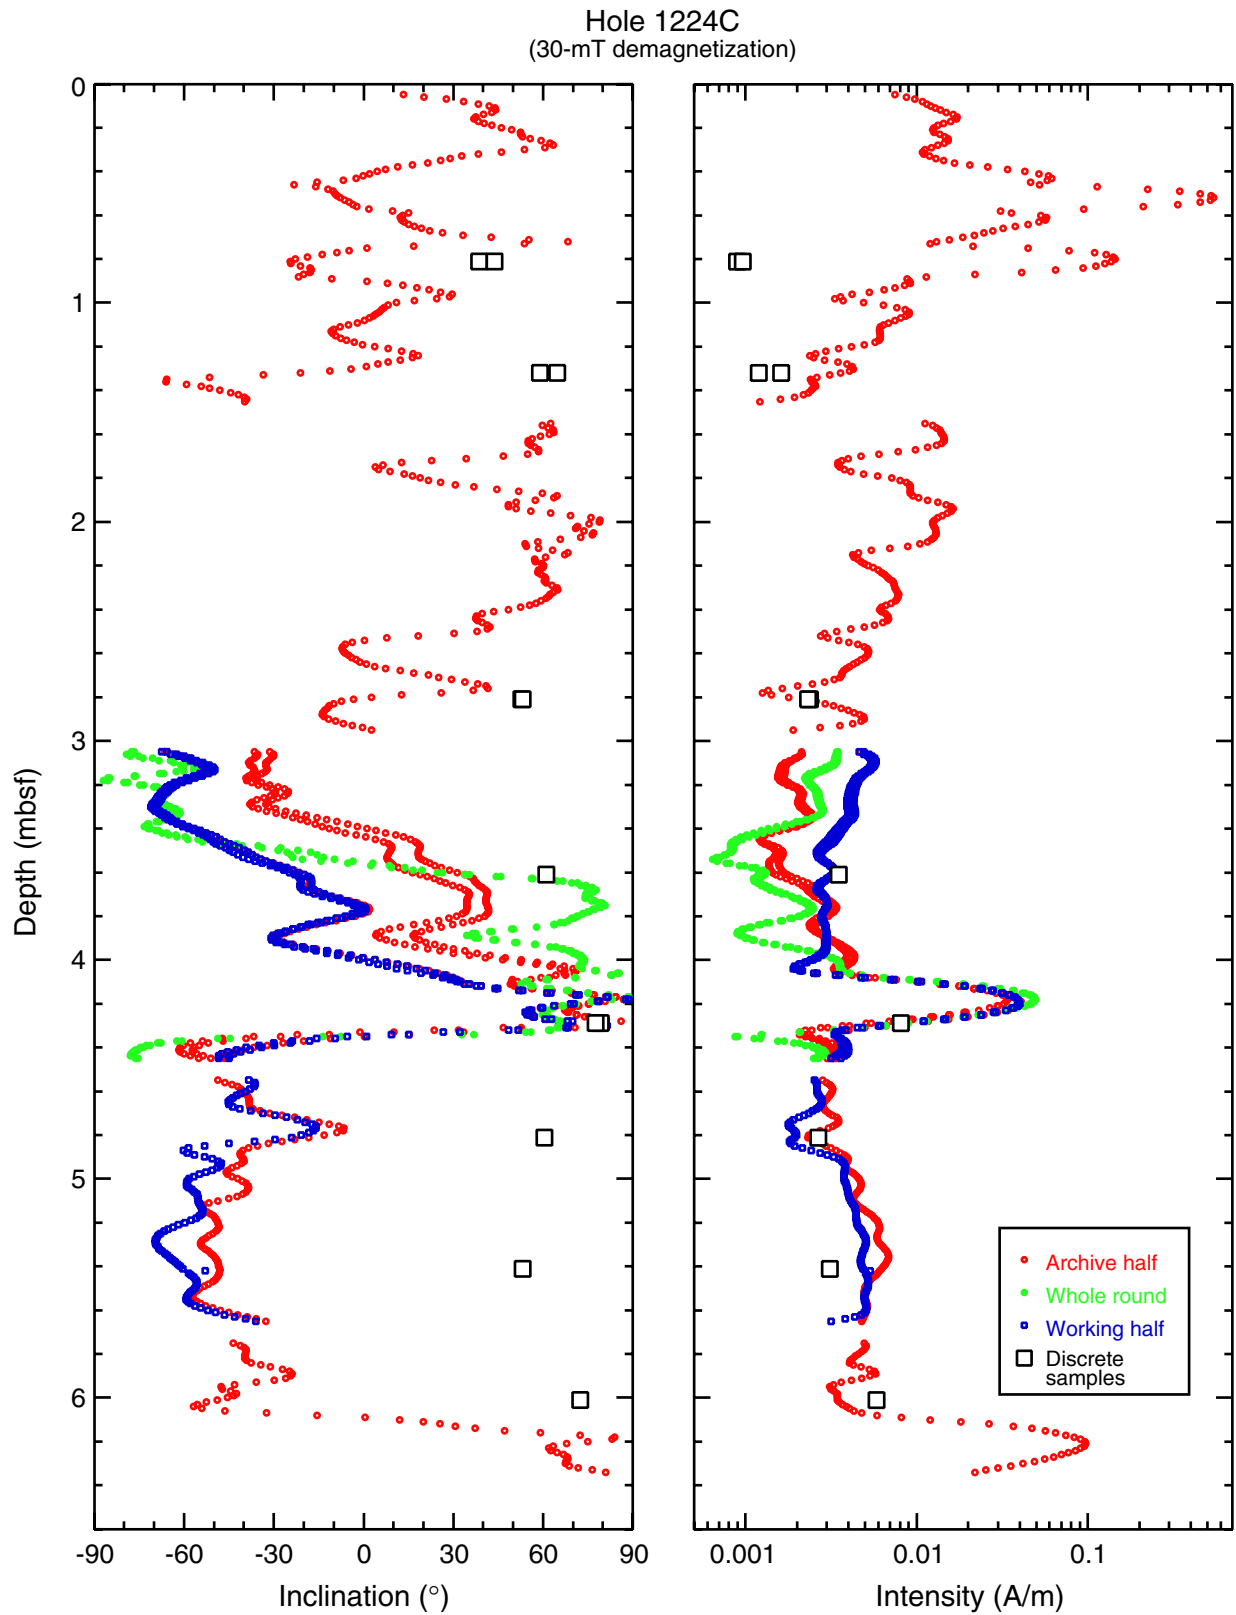 Hole 1224C
(30-mT demagnetization)
0
1
2
3
4
5
6
Depth (mbsf)
-90 -60 -30 0 30 60 90
Inclination (°)
0.001 0.01 0.1
Intensity (A/m)
Archive half
Whole round
Working half
Discrete
samples